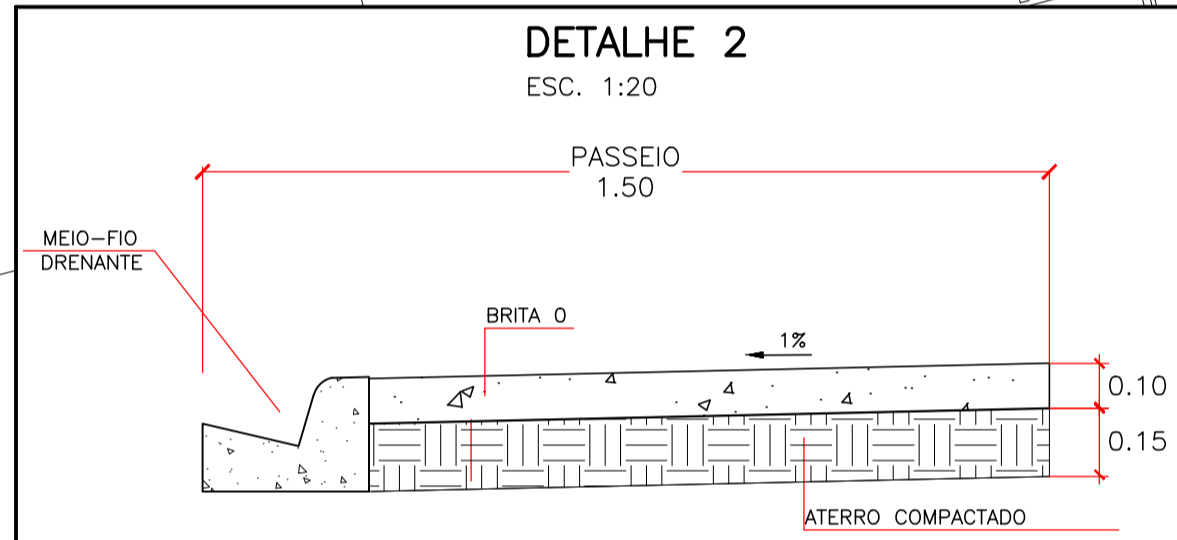 DETALHE 2
ESC. 1:20
PASSEIO
1.50
MEIO-FIO
DRENANTE
BRITA 0
1%
0.10
0.15
ATERRO COMPACTADO